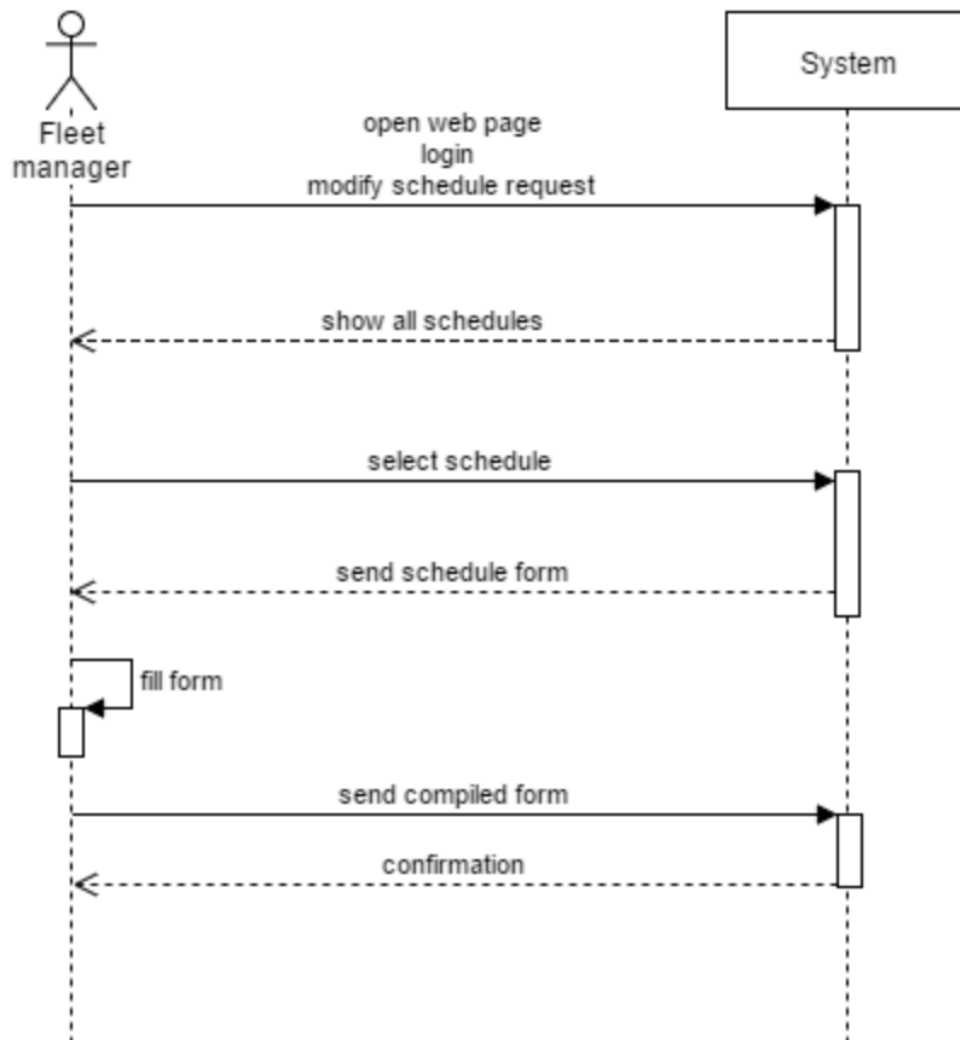 System
Fleet
manager
open web page
login
modify schedule request
show all schedules
select schedule
send schedule form
fill form
send compiled form
confirmation